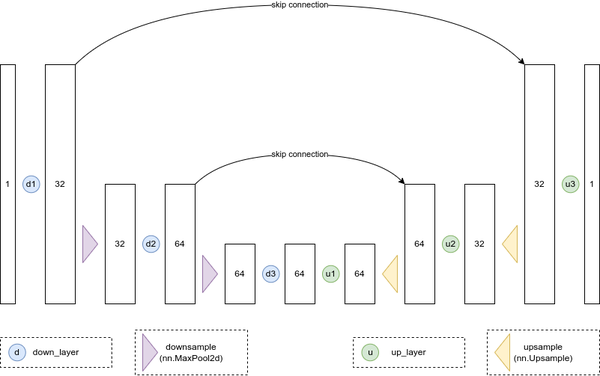 skip connection
skip connection
1
d1
32
32
d2
64
64
d3
64
u1
64
64
u2
32
32
u3
1
d
down_layer
downsample
(nn.MaxPool2d)
u
up_layer
upsample
(nn.Upsample)